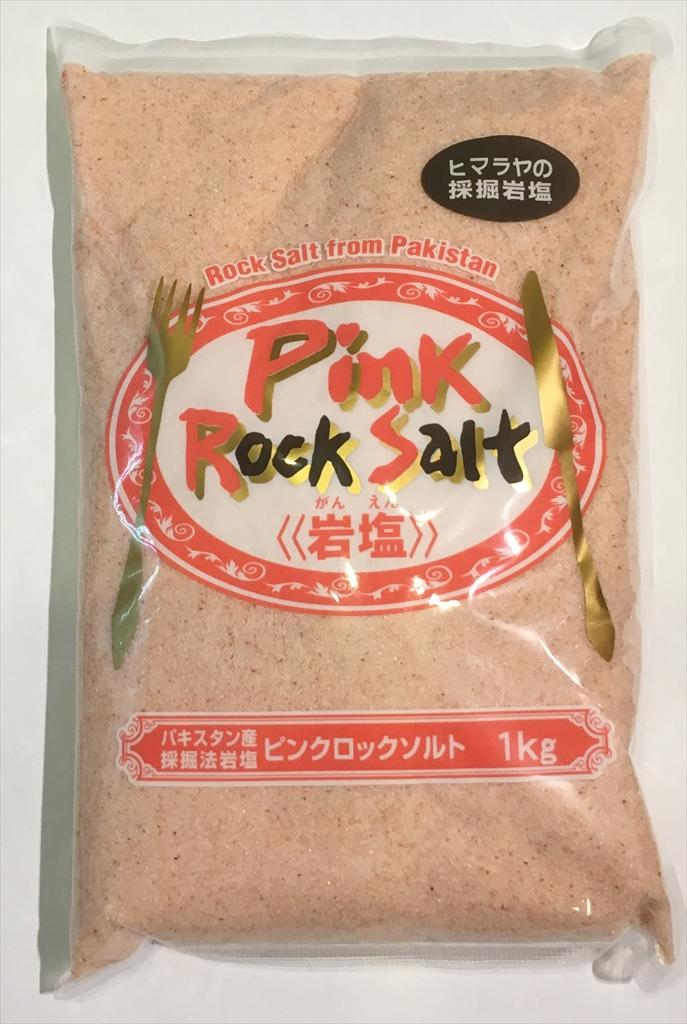 ヒマラヤの
採掘岩塩
Rock Salt from Pakistan
Pink
Rock Salt
がん えん
《岩塩》
パキスタン産
採掘法岩塩
ピンクロックソルト 1kg